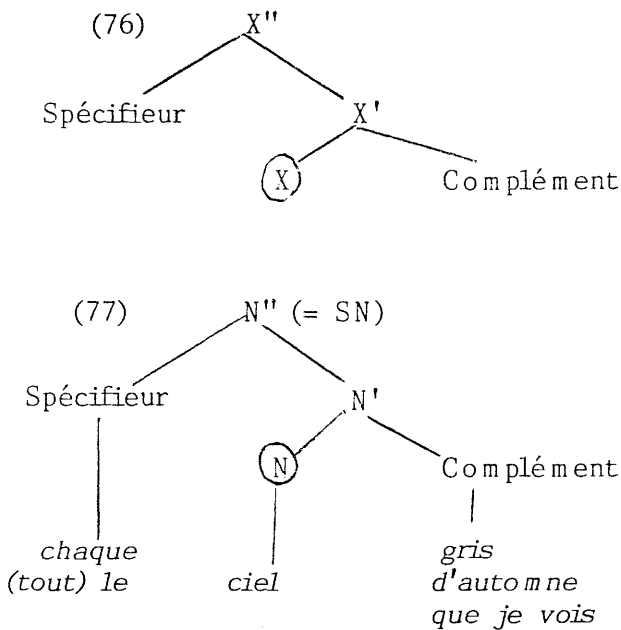 (76) X"
Spécifieur X'
X Complément
(77) N" (= SN)
Spécifieur N'
N Complément
chaque gris
(tout) le ciel d'automne
que je vois